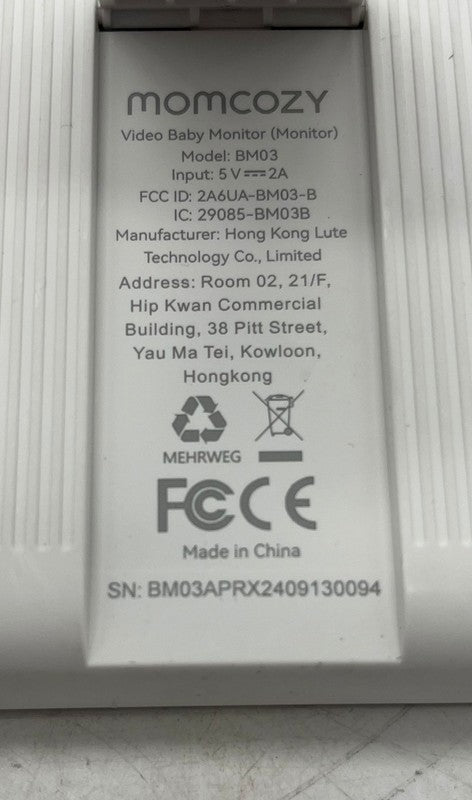 momcozy
Video Baby Monitor (Monitor)
Model: BM03
Input: 5 V⎓2A
FCC ID: 2A6UA-BM03-B
IC: 29085-BM03B
Manufacturer: Hong Kong Lute
Technology Co., Limited
Address: Room 02, 21/F,
Hip Kwan Commercial
Building, 38 Pitt Street,
Yau Ma Tei, Kowloon,
Hongkong
MEHRWEG
FC CE
Made in China
SN: BM03APRX2409130094